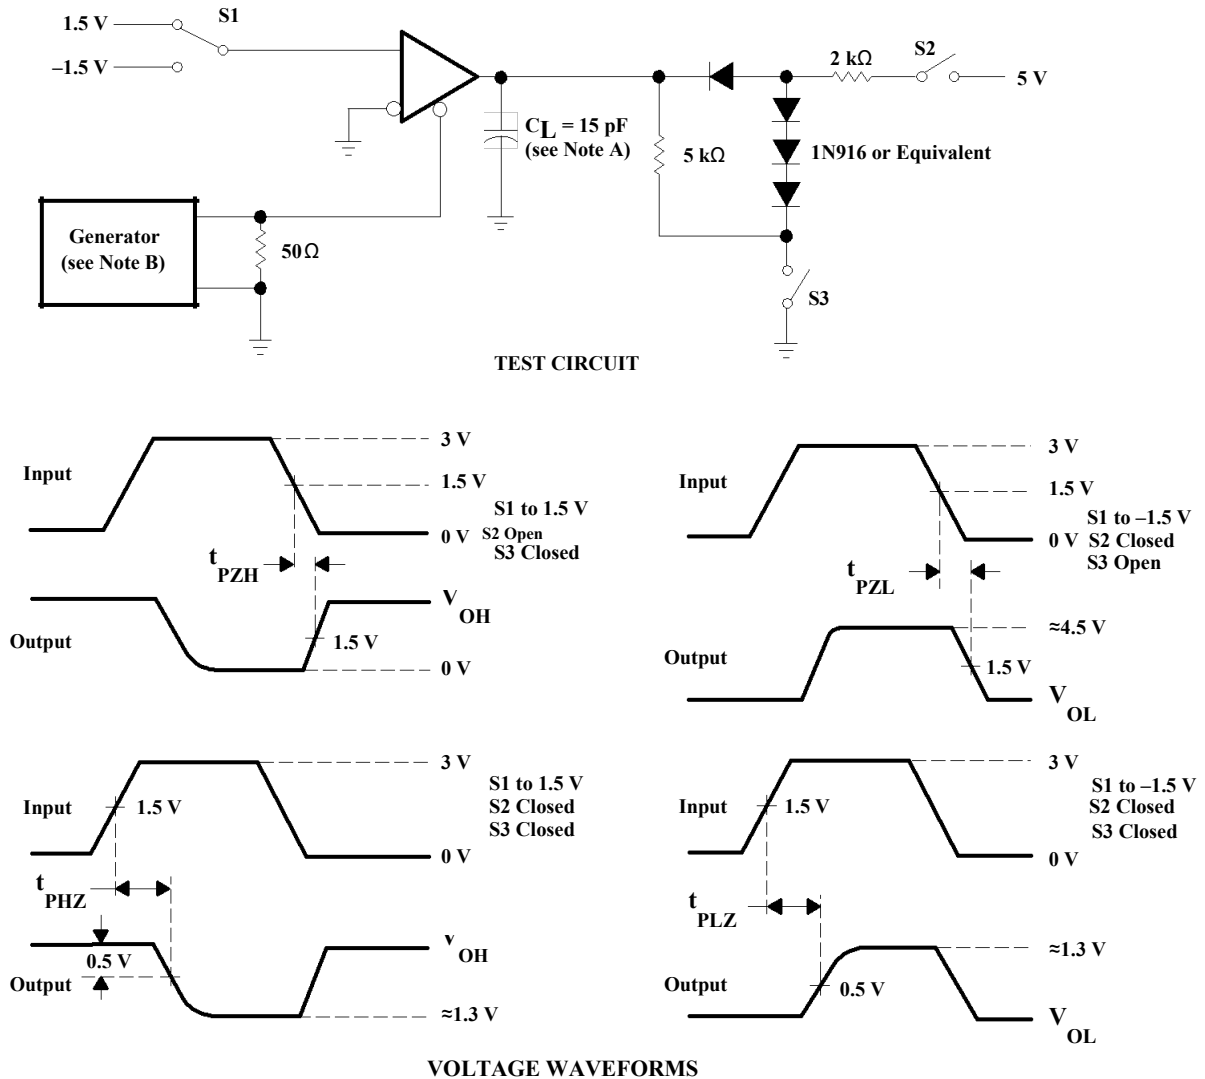 1.5 V
S1
–1.5 V
2 kΩ
S2
5 V
CL = 15 pF
(see Note A)
5 kΩ
1N916 or Equivalent
Generator
(see Note B)
50Ω
S3
TEST CIRCUIT
Input
3 V
1.5 V
S1 to 1.5 V
0 V
S2 Open
S3 Closed
tPZH
Output
VOH
1.5 V
0 V
Input
3 V
1.5 V
S1 to –1.5 V
0 V
S2 Closed
S3 Open
tPZL
Output
≈4.5 V
1.5 V
VOL
Input
3 V
1.5 V
S1 to 1.5 V
S2 Closed
S3 Closed
0 V
tPHZ
0.5 V
Output
VOH
≈1.3 V
Input
3 V
1.5 V
S1 to –1.5 V
S2 Closed
S3 Closed
0 V
tPLZ
Output
≈1.3 V
0.5 V
VOL
VOLTAGE WAVEFORMS